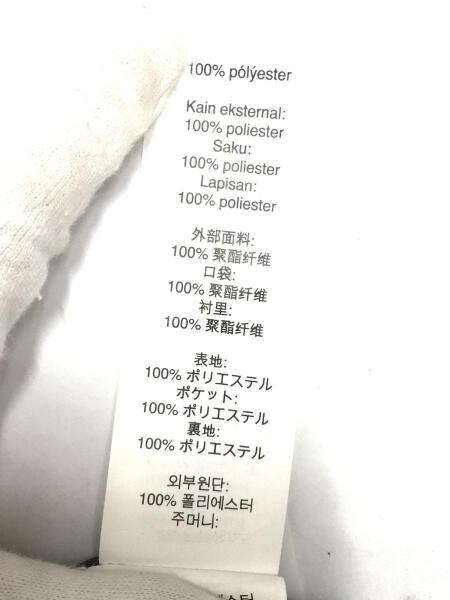 100% pólýester
Kain eksternal:
100% poliester
Saku:
100% poliester
Lapisan:
100% poliester
外部面料:
100% 聚酯纤维
口袋:
100% 聚酯纤维
衬里:
100% 聚酯纤维
表地:
100% ポリエステル
ポケット:
100% ポリエステル
裏地:
100% ポリエステル
외부원단:
100% 폴리에스터
주머니: